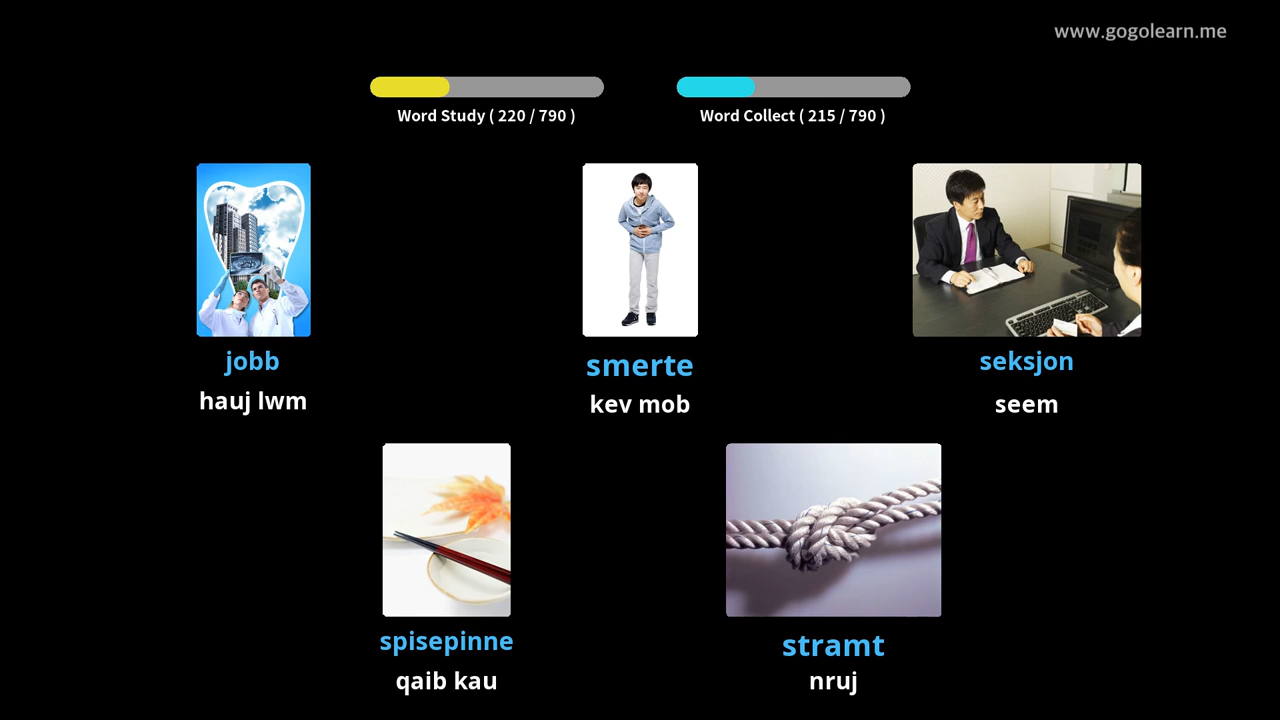 www.gogolearn.me
Word Study ( 220 / 790 )
Word Collect ( 215 / 790 )
jobb
hauj lwm
smerte
kev mob
seksjon
seem
spisepinne
qaib kau
stramt
nruj